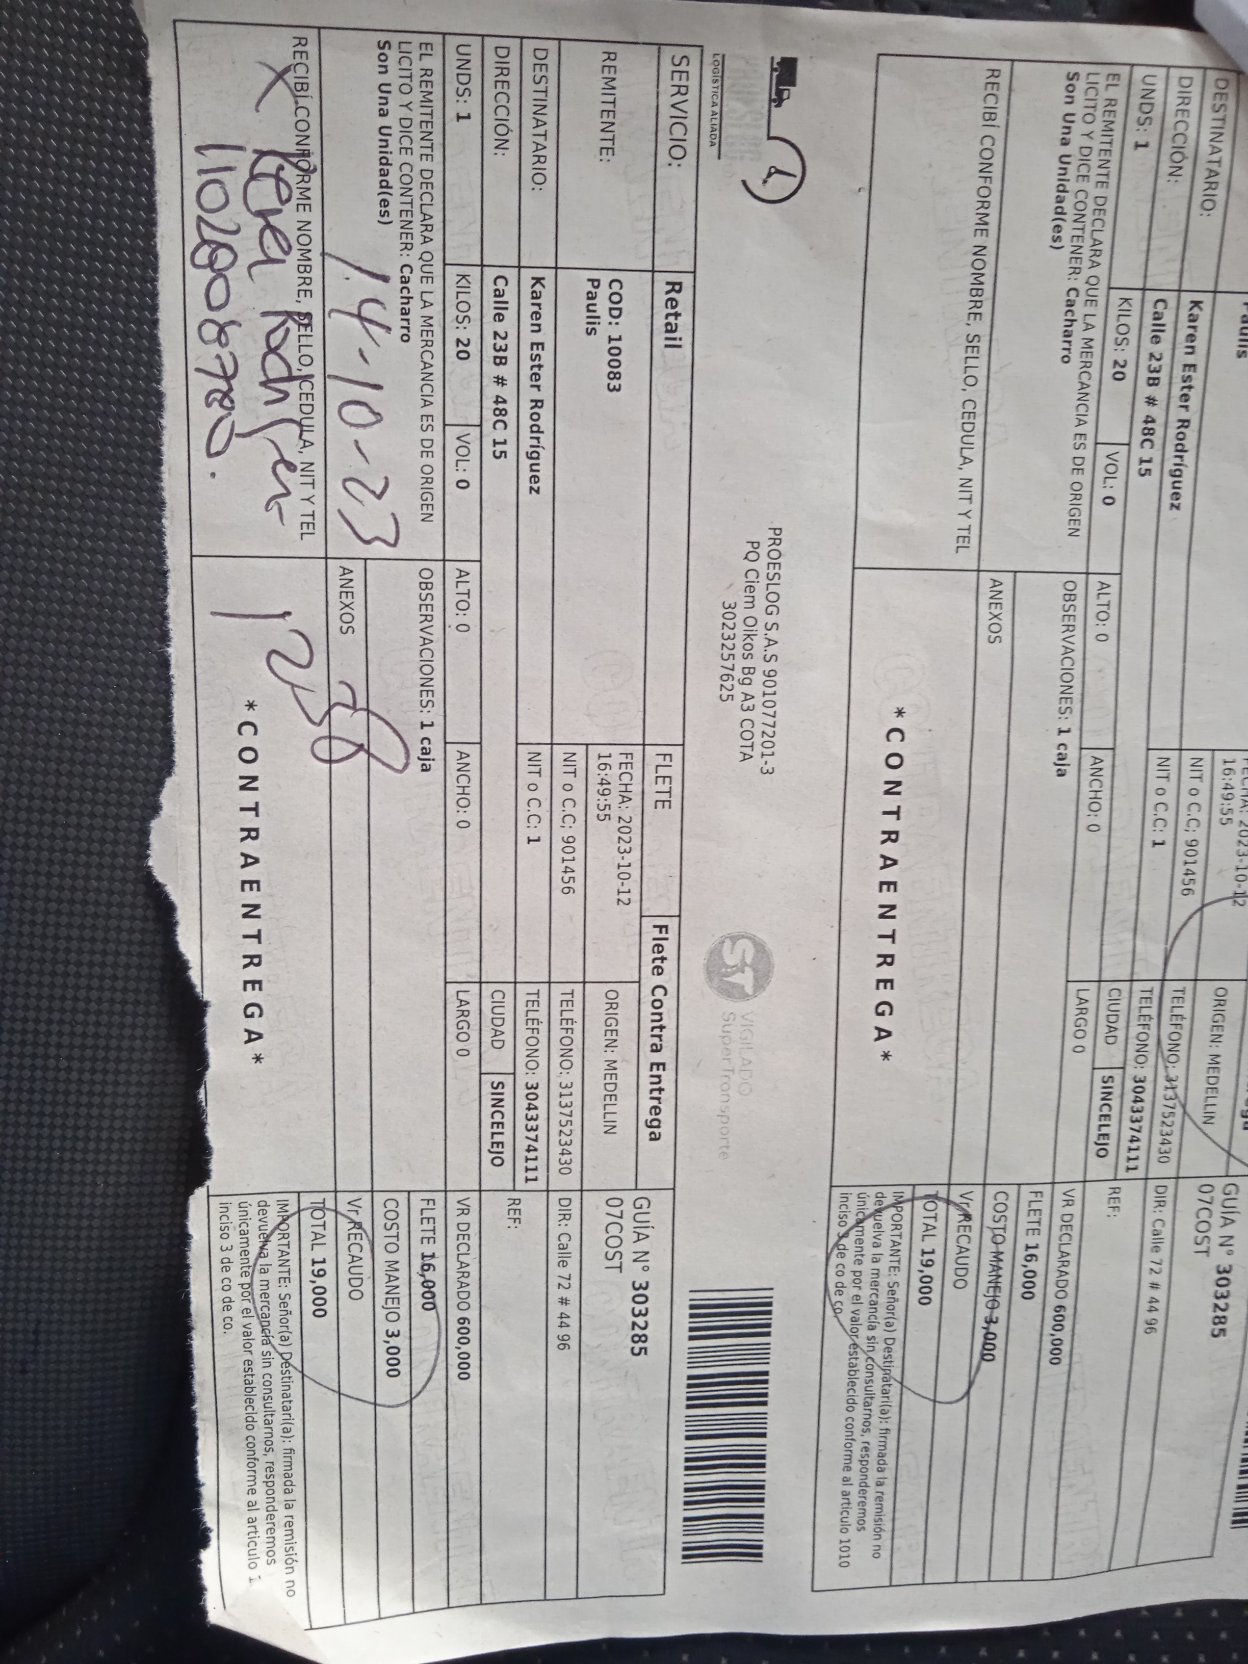 Paulis
FECHA: 2023-10-12
16:49:55
ORIGEN: MEDELLIN
GUÍA N° 303285
07COST
NIT o C.C: 901456
TELÉFONO: 3137523430
DIR: Calle 72 # 44 96
DESTINATARIO:
Karen Ester Rodríguez
NIT o C.C: 1
TELÉFONO: 3043374111
DIRECCIÓN:
Calle 23B # 48C 15
CIUDAD
SINCELEJO
REF:
UNDS: 1
KILOS: 20
VOL: 0
ALTO: 0
ANCHO: 0
LARGO 0
VR DECLARADO 600,000
EL REMITENTE DECLARA QUE LA MERCANCIA ES DE ORIGEN
LICITO Y DICE CONTENER: Cacharro
Son Una Unidad(es)
OBSERVACIONES: 1 caja
FLETE 16,000
COSTO MANEJO 3,000
RECIBÍ CONFORME NOMBRE, SELLO, CEDULA, NIT Y TEL
ANEXOS
Vr RECAUDO
TOTAL 19,000
*CONTRAENTREGA*
IMPORTANTE: Señor(a) Destinatari(a): firmada la remisión no
devuelva la mercancía sin consultarnos, responderemos
únicamente por el valor establecido conforme al articulo 1010
inciso 3 de co de co.
LOGÍSTICA ALIADA
PROESLOG S.A.S 901077201-3
PQ Ciem Oikos Bg A3 COTA
3023257625
VIGILADO
SuperTransporte
SERVICIO:
Retail
FLETE
Flete Contra Entrega
GUÍA N° 303285
07COST
REMITENTE:
COD: 10083
Paulis
FECHA: 2023-10-12
16:49:55
ORIGEN: MEDELLIN
NIT o C.C: 901456
TELÉFONO: 3137523430
DIR: Calle 72 # 44 96
DESTINATARIO:
Karen Ester Rodríguez
NIT o C.C: 1
TELÉFONO: 3043374111
DIRECCIÓN:
Calle 23B # 48C 15
CIUDAD
SINCELEJO
REF:
UNDS: 1
KILOS: 20
VOL: 0
ALTO: 0
ANCHO: 0
LARGO 0
VR DECLARADO 600,000
EL REMITENTE DECLARA QUE LA MERCANCIA ES DE ORIGEN
LICITO Y DICE CONTENER: Cacharro
Son Una Unidad(es)
OBSERVACIONES: 1 caja
FLETE 16,000
COSTO MANEJO 3,000
14-10-23
ANEXOS
Vr RECAUDO
TOTAL 19,000
RECIBÍ CONFORME NOMBRE, SELLO, CEDULA, NIT Y TEL
*CONTRAENTREGA*
IMPORTANTE: Señor(a) Destinatari(a): firmada la remisión no
devuelva la mercancía sin consultarnos, responderemos
únicamente por el valor establecido conforme al articulo
inciso 3 de co de co.